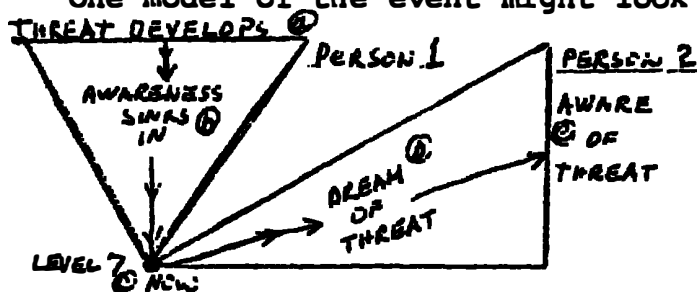 one model of the event might look
THREAT DEVELOPS ⓐ
PERSON 1
PERSON 2
AWARENESS
SINKS ⓑ
IN
AWARE
ⓔ OF
THREAT
DREAM ⓓ
OF
THREAT
LEVEL 7
ⓒ NOW